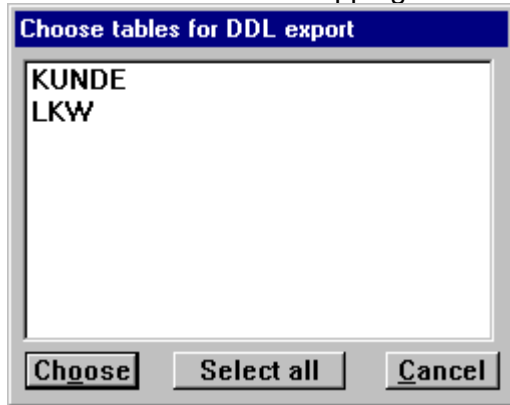 Choose tables for DDL export
KUNDE
LKW
Choose Select all Cancel